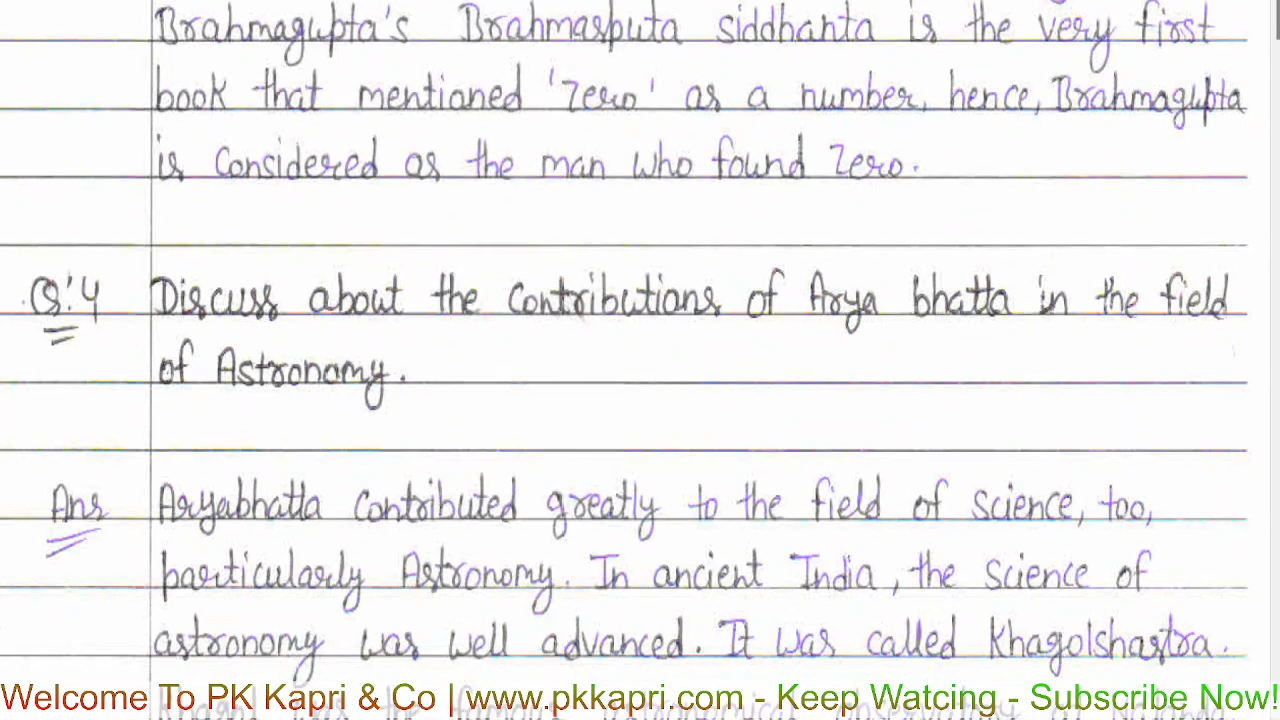 Brahmagupta's Brahmasputa siddhanta is the very first
book that mentioned 'Zero' as a number, hence, Brahmagupta
is Considered as the man who found Zero.
Q:4 Discuss about the Contributions of Arya bhatta in the field
of Astronomy.
Ans Aryabhatta Contributed greatly to the field of science, too,
particularly Astronomy. In ancient India, the science of
astronomy was well advanced. It was called Khagolshastra.
Welcome To PK Kapri & Co | www.pkkapri.com - Keep Watcing - Subscribe Now!